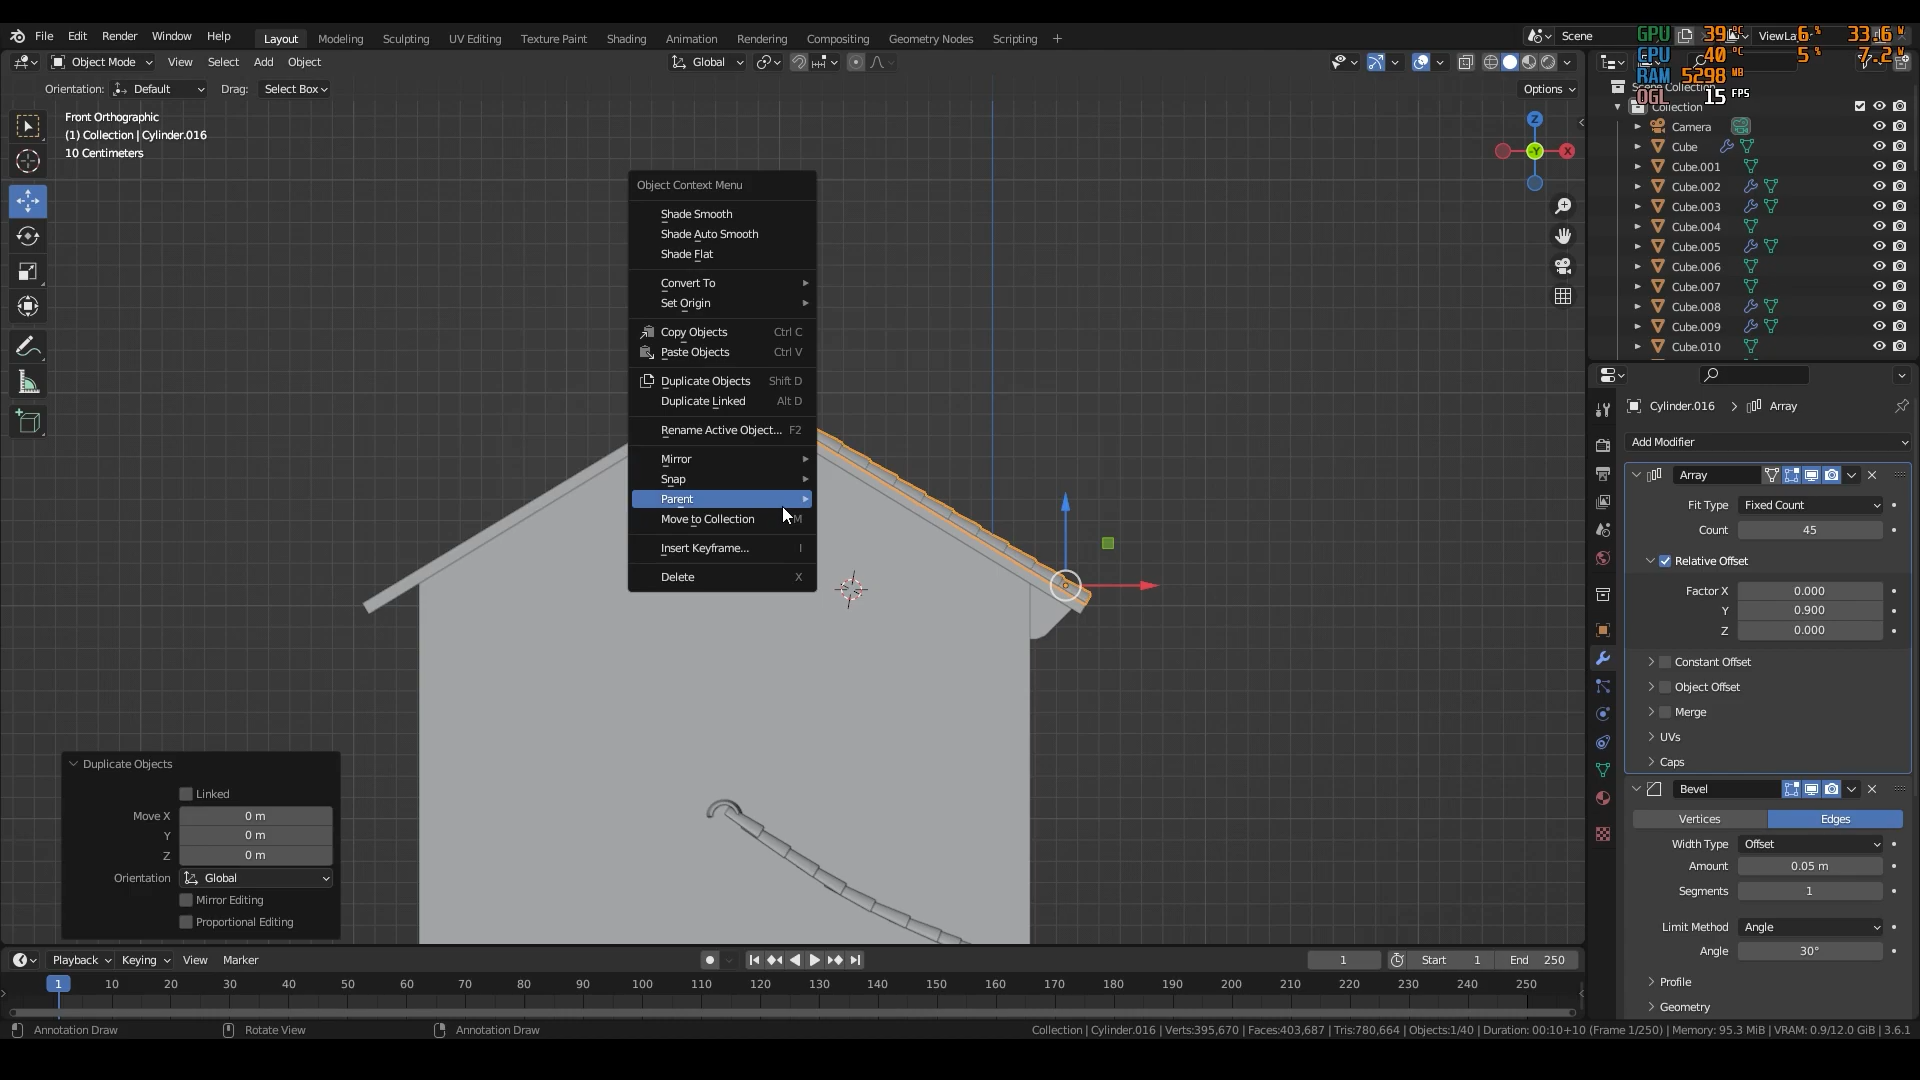 File Edit Render Window Help Layout Modeling Sculpting UV Editing Texture Paint Shading Animation Rendering Compositing Geometry Nodes Scripting + Scene ViewLay
GPU 39 °C 6 % 33.6 W
CPU 40 °C 5 % 7.2 W
RAM 5298 MB
OGL 15 FPS
Object Mode View Select Add Object Global
Orientation: Default Drag: Select Box Options
Front Orthographic
(1) Collection | Cylinder.016
10 Centimeters
Z
-Y
X
Object Context Menu
Shade Smooth
Shade Auto Smooth
Shade Flat
Convert To
Set Origin
Copy Objects Ctrl C
Paste Objects Ctrl V
Duplicate Objects Shift D
Duplicate Linked Alt D
Rename Active Object... F2
Mirror
Snap
Parent
Move to Collection M
Insert Keyframe... I
Delete X
Duplicate Objects
Linked
Move X 0 m
Y 0 m
Z 0 m
Orientation Global
Mirror Editing
Proportional Editing
Collection
Camera
Cube
Cube.001
Cube.002
Cube.003
Cube.004
Cube.005
Cube.006
Cube.007
Cube.008
Cube.009
Cube.010
Cylinder.016 > Array
Add Modifier
Array
Fit Type Fixed Count
Count 45
Relative Offset
Factor X 0.000
Y 0.900
Z 0.000
Constant Offset
Object Offset
Merge
UVs
Caps
Bevel
Vertices Edges
Width Type Offset
Amount 0.05 m
Segments 1
Limit Method Angle
Angle 30°
Profile
Geometry
Playback Keying View Marker 1 Start 1 End 250
1 10 20 30 40 50 60 70 80 90 100 110 120 130 140 150 160 170 180 190 200 210 220 230 240 250
Annotation Draw Rotate View Annotation Draw Collection | Cylinder.016 | Verts:395,670 | Faces:403,687 | Tris:780,664 | Objects:1/40 | Duration: 00:10+10 (Frame 1/250) | Memory: 95.3 MiB | VRAM: 0.9/12.0 GiB | 3.6.1